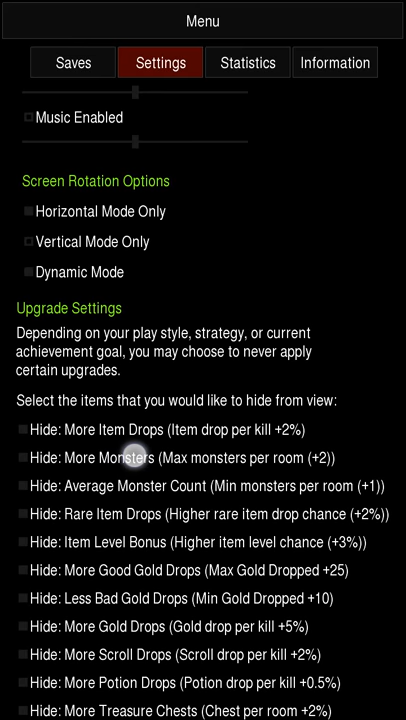 Menu
Saves
Settings
Statistics
Information
Music Enabled
Screen Rotation Options
Horizontal Mode Only
Vertical Mode Only
Dynamic Mode
Upgrade Settings
Depending on your play style, strategy, or current
achievement goal, you may choose to never apply
certain upgrades.
Select the items that you would like to hide from view:
Hide: More Item Drops (Item drop per kill +2%)
Hide: More Monsters (Max monsters per room (+2))
Hide: Average Monster Count (Min monsters per room (+1))
Hide: Rare Item Drops (Higher rare item drop chance (+2%))
Hide: Item Level Bonus (Higher item level chance (+3%))
Hide: More Good Gold Drops (Max Gold Dropped +25)
Hide: Less Bad Gold Drops (Min Gold Dropped +10)
Hide: More Gold Drops (Gold drop per kill +5%)
Hide: More Scroll Drops (Scroll drop per kill +2%)
Hide: More Potion Drops (Potion drop per kill +0.5%)
Hide: More Treasure Chests (Chest per room +2%)